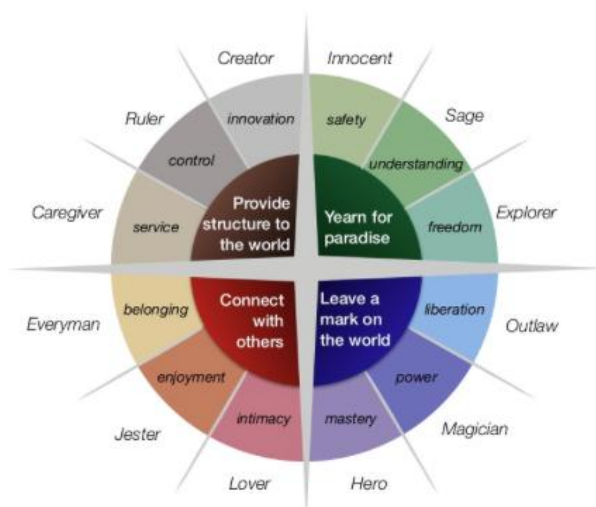 Creator
Innocent
Ruler
Sage
innovation
safety
control
understanding
Caregiver
Explorer
service
freedom
Provide
structure to
the world
Yearn for
paradise
belonging
liberation
Connect
with
others
Leave a
mark on
the world
Everyman
Outlaw
enjoyment
power
Jester
Magician
intimacy
mastery
Lover
Hero